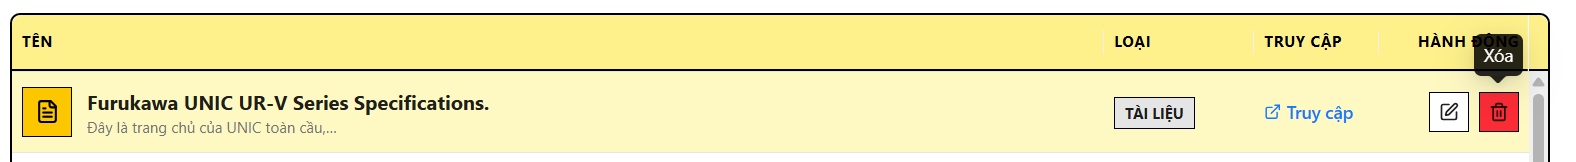 TÊN LOẠI TRUY CẬP HÀNH ĐỘNG
Xóa
Furukawa UNIC UR-V Series Specifications.
Đây là trang chủ của UNIC toàn cầu,...
TÀI LIỆU
Truy cập